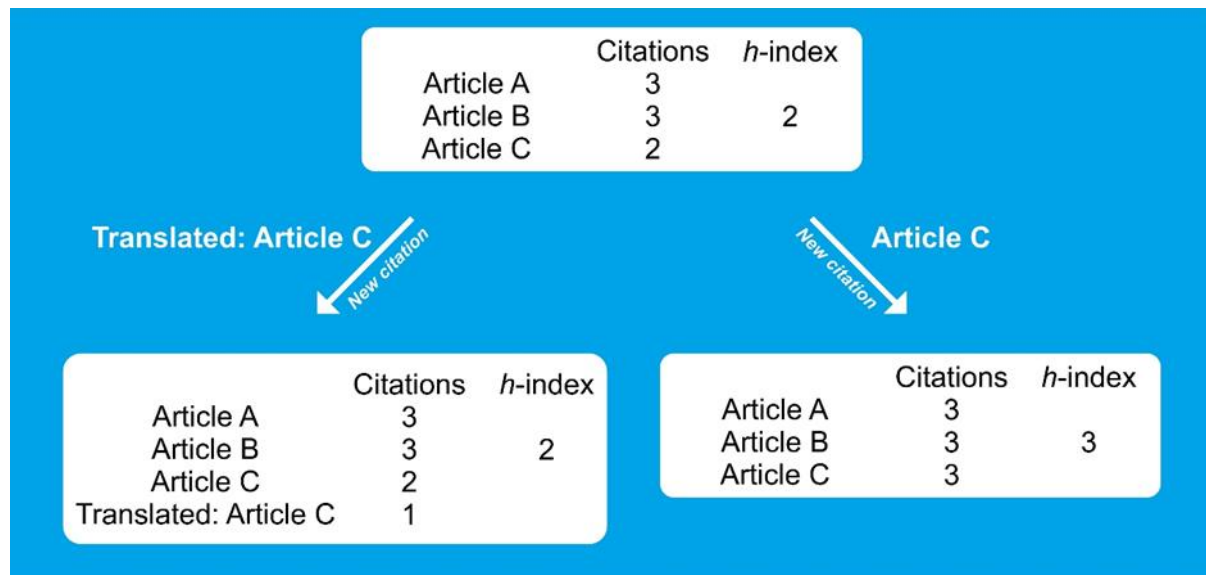 Citations h-index
Article A 3
Article B 3 2
Article C 2
Translated: Article C
New citation
New citation
Article C
Citations h-index
Article A 3
Article B 3 2
Article C 2
Translated: Article C 1
Citations h-index
Article A 3
Article B 3 3
Article C 3